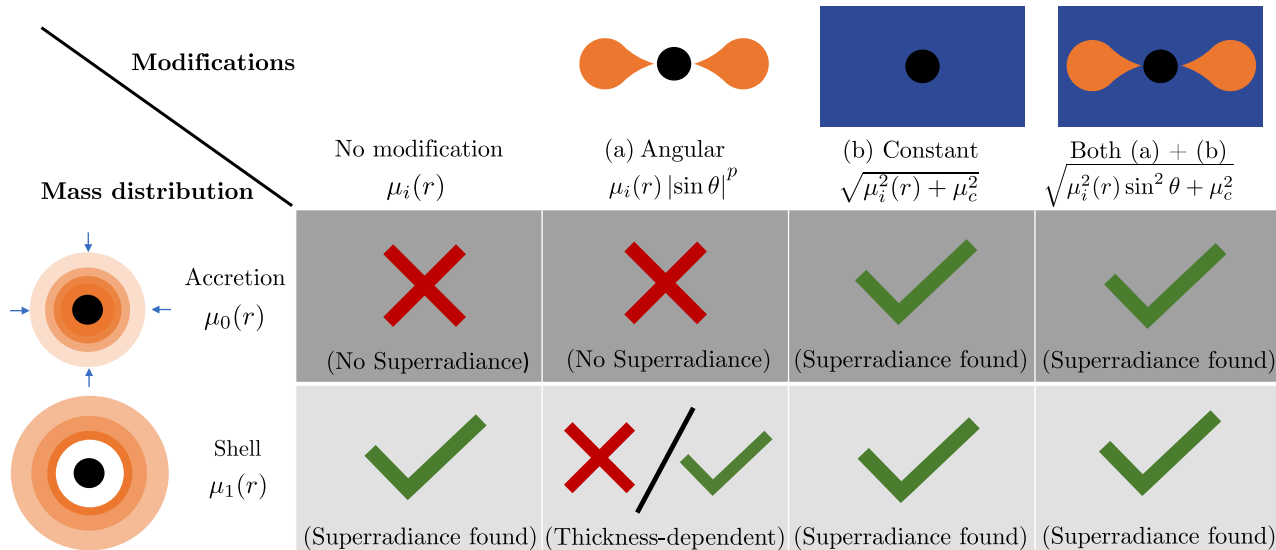 Modifications
Mass distribution
No modification
μ_i(r)
(a) Angular
μ_i(r) |sin θ|^p
(b) Constant
√(μ_i^2(r) + μ_c^2)
Both (a) + (b)
√(μ_i^2(r) sin^2 θ + μ_c^2)
Accretion
μ_0(r)
(No Superradiance)
(No Superradiance)
(Superradiance found)
(Superradiance found)
Shell
μ_1(r)
(Superradiance found)
(Thickness-dependent)
(Superradiance found)
(Superradiance found)